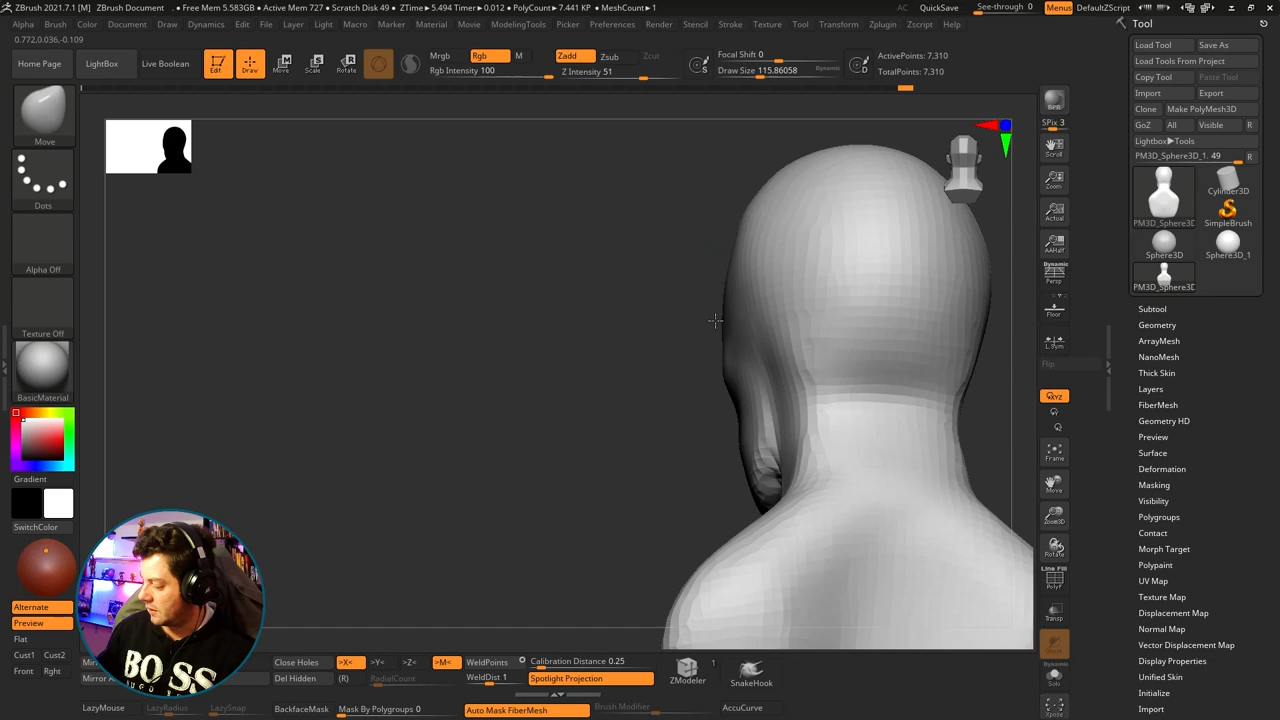 ZBrush 2021.7.1 [M]
ZBrush Document
• Free Mem 5.583GB • Active Mem 727 • Scratch Disk 49 • ZTime▶5.494 Timer▶0.012 • PolyCount▶7.441 KP • MeshCount▶1
AC
QuickSave
See-through 0
Menus
DefaultZScript
Alpha Brush Color Document Draw Dynamics Edit File Layer Light Macro Marker Material Movie ModelingTools Picker Preferences Render Stencil Stroke Texture Tool Transform Zplugin Zscript Help
0.772,0.036,-0.109
Home Page
LightBox
Live Boolean
Edit
Draw
Move
Scale
Rotate
Mrgb
Rgb
M
Rgb Intensity 100
Zadd
Zsub
Zcut
Z Intensity 51
S
Focal Shift 0
Draw Size 115.86058
Dynamic
D
ActivePoints: 7,310
TotalPoints: 7,310
Move
Dots
Alpha Off
Texture Off
BasicMaterial
Gradient
SwitchColor
Alternate
Preview
Flat
Cust1 Cust2
Front Rght
BOSS
HUGO
BPR
SPix 3
Scroll
Zoom
Actual
AAHalf
Dynamic
Persp
Floor
L.Sym
XYZ
Frame
Move
Zoom3D
Rotate
Line Fill
PolyF
Transp
Ghost
Dynamic
Solo
Xpose
Flip
Tool
Load Tool
Save As
Load Tools From Project
Copy Tool
Paste Tool
Import
Export
Clone
Make PolyMesh3D
GoZ
All
Visible
R
Lightbox▶Tools
PM3D_Sphere3D_1. 49
R
PM3D_Sphere3D
Cylinder3D
SimpleBrush
Sphere3D
Sphere3D_1
PM3D_Sphere3D
Subtool
Geometry
ArrayMesh
NanoMesh
Thick Skin
Layers
FiberMesh
Geometry HD
Preview
Surface
Deformation
Masking
Visibility
Polygroups
Contact
Morph Target
Polypaint
UV Map
Texture Map
Displacement Map
Normal Map
Vector Displacement Map
Display Properties
Unified Skin
Initialize
Import
Close Holes
>X<
>Y<
>Z<
>M<
WeldPoints
Calibration Distance 0.25
Del Hidden
(R)
RadialCount
WeldDist 1
Spotlight Projection
ZModeler
1
SnakeHook
LazyMouse
LazyRadius
LazySnap
BackfaceMask
Mask By Polygroups 0
Auto Mask FiberMesh
Brush Modifier
AccuCurve